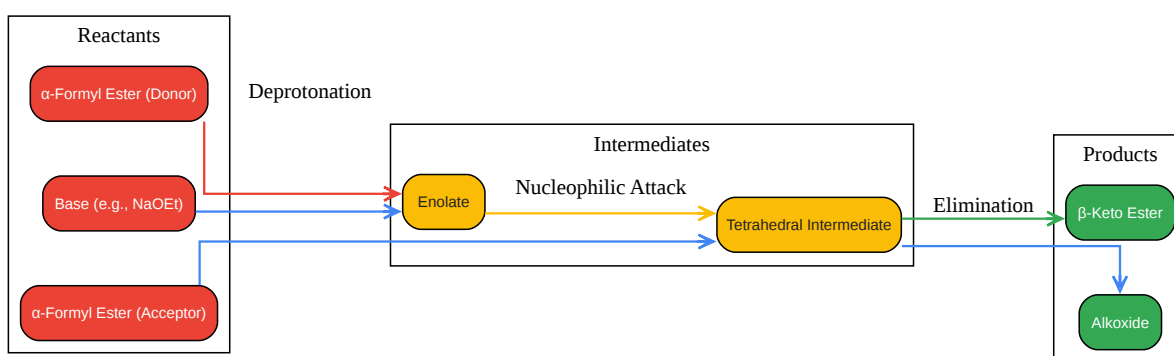 Reactants
α-Formyl Ester (Donor)
Deprotonation
Base (e.g., NaOEt)
α-Formyl Ester (Acceptor)
Intermediates
Nucleophilic Attack
Enolate
Tetrahedral Intermediate
Elimination
Products
β-Keto Ester
Alkoxide